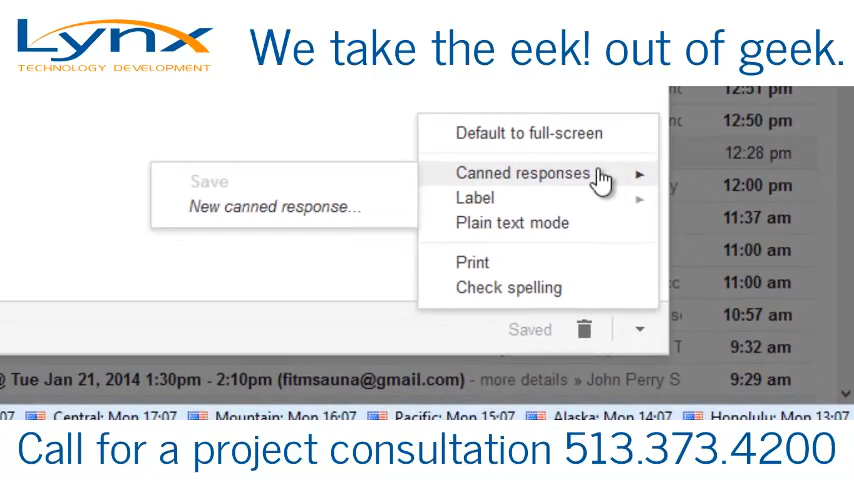 Lynx
TECHNOLOGY DEVELOPMENT
We take the eek! out of geek.
12:51 pm
12:50 pm
Default to full-screen
12:28 pm
Canned responses
Save
12:00 pm
Label
New canned response...
11:37 am
Plain text mode
11:00 am
Print
11:00 am
Check spelling
10:57 am
Saved
9:32 am
@ Tue Jan 21, 2014 1:30pm - 2:10pm (fitmsauna@gmail.com) - more details » John Perry S
9:29 am
:07 Central: Mon 17:07 Mountain: Mon 16:07 Pacific: Mon 15:07 Alaska: Mon 14:07 Honolulu: Mon 13:07
Call for a project consultation 513.373.4200